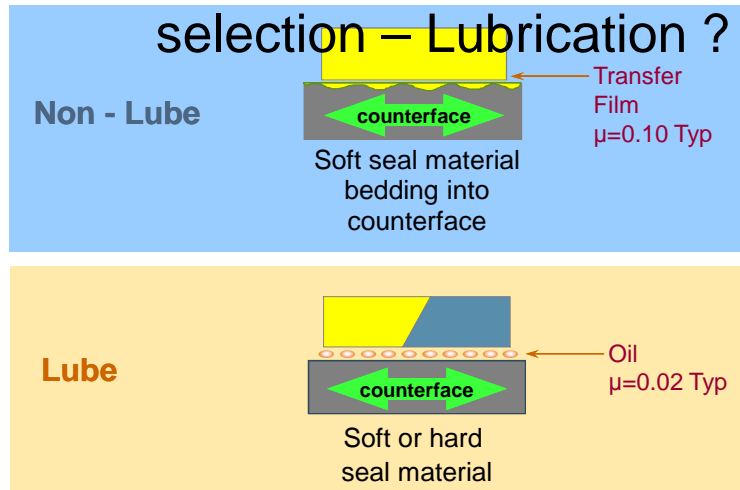 selection – Lubrication ?
Non - Lube
counterface
Transfer
Film
µ=0.10 Typ
Soft seal material
bedding into
counterface
Lube
counterface
Oil
µ=0.02 Typ
Soft or hard
seal material